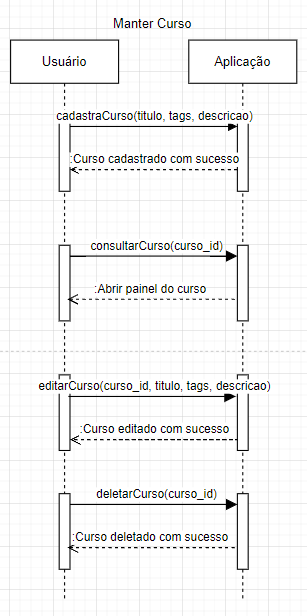 Manter Curso
Usuário
Aplicação
cadastraCurso(titulo, tags, descricao)
:Curso cadastrado com sucesso
consultarCurso(curso_id)
:Abrir painel do curso
editarCurso(curso_id, titulo, tags, descricao)
:Curso editado com sucesso
deletarCurso(curso_id)
:Curso deletado com sucesso